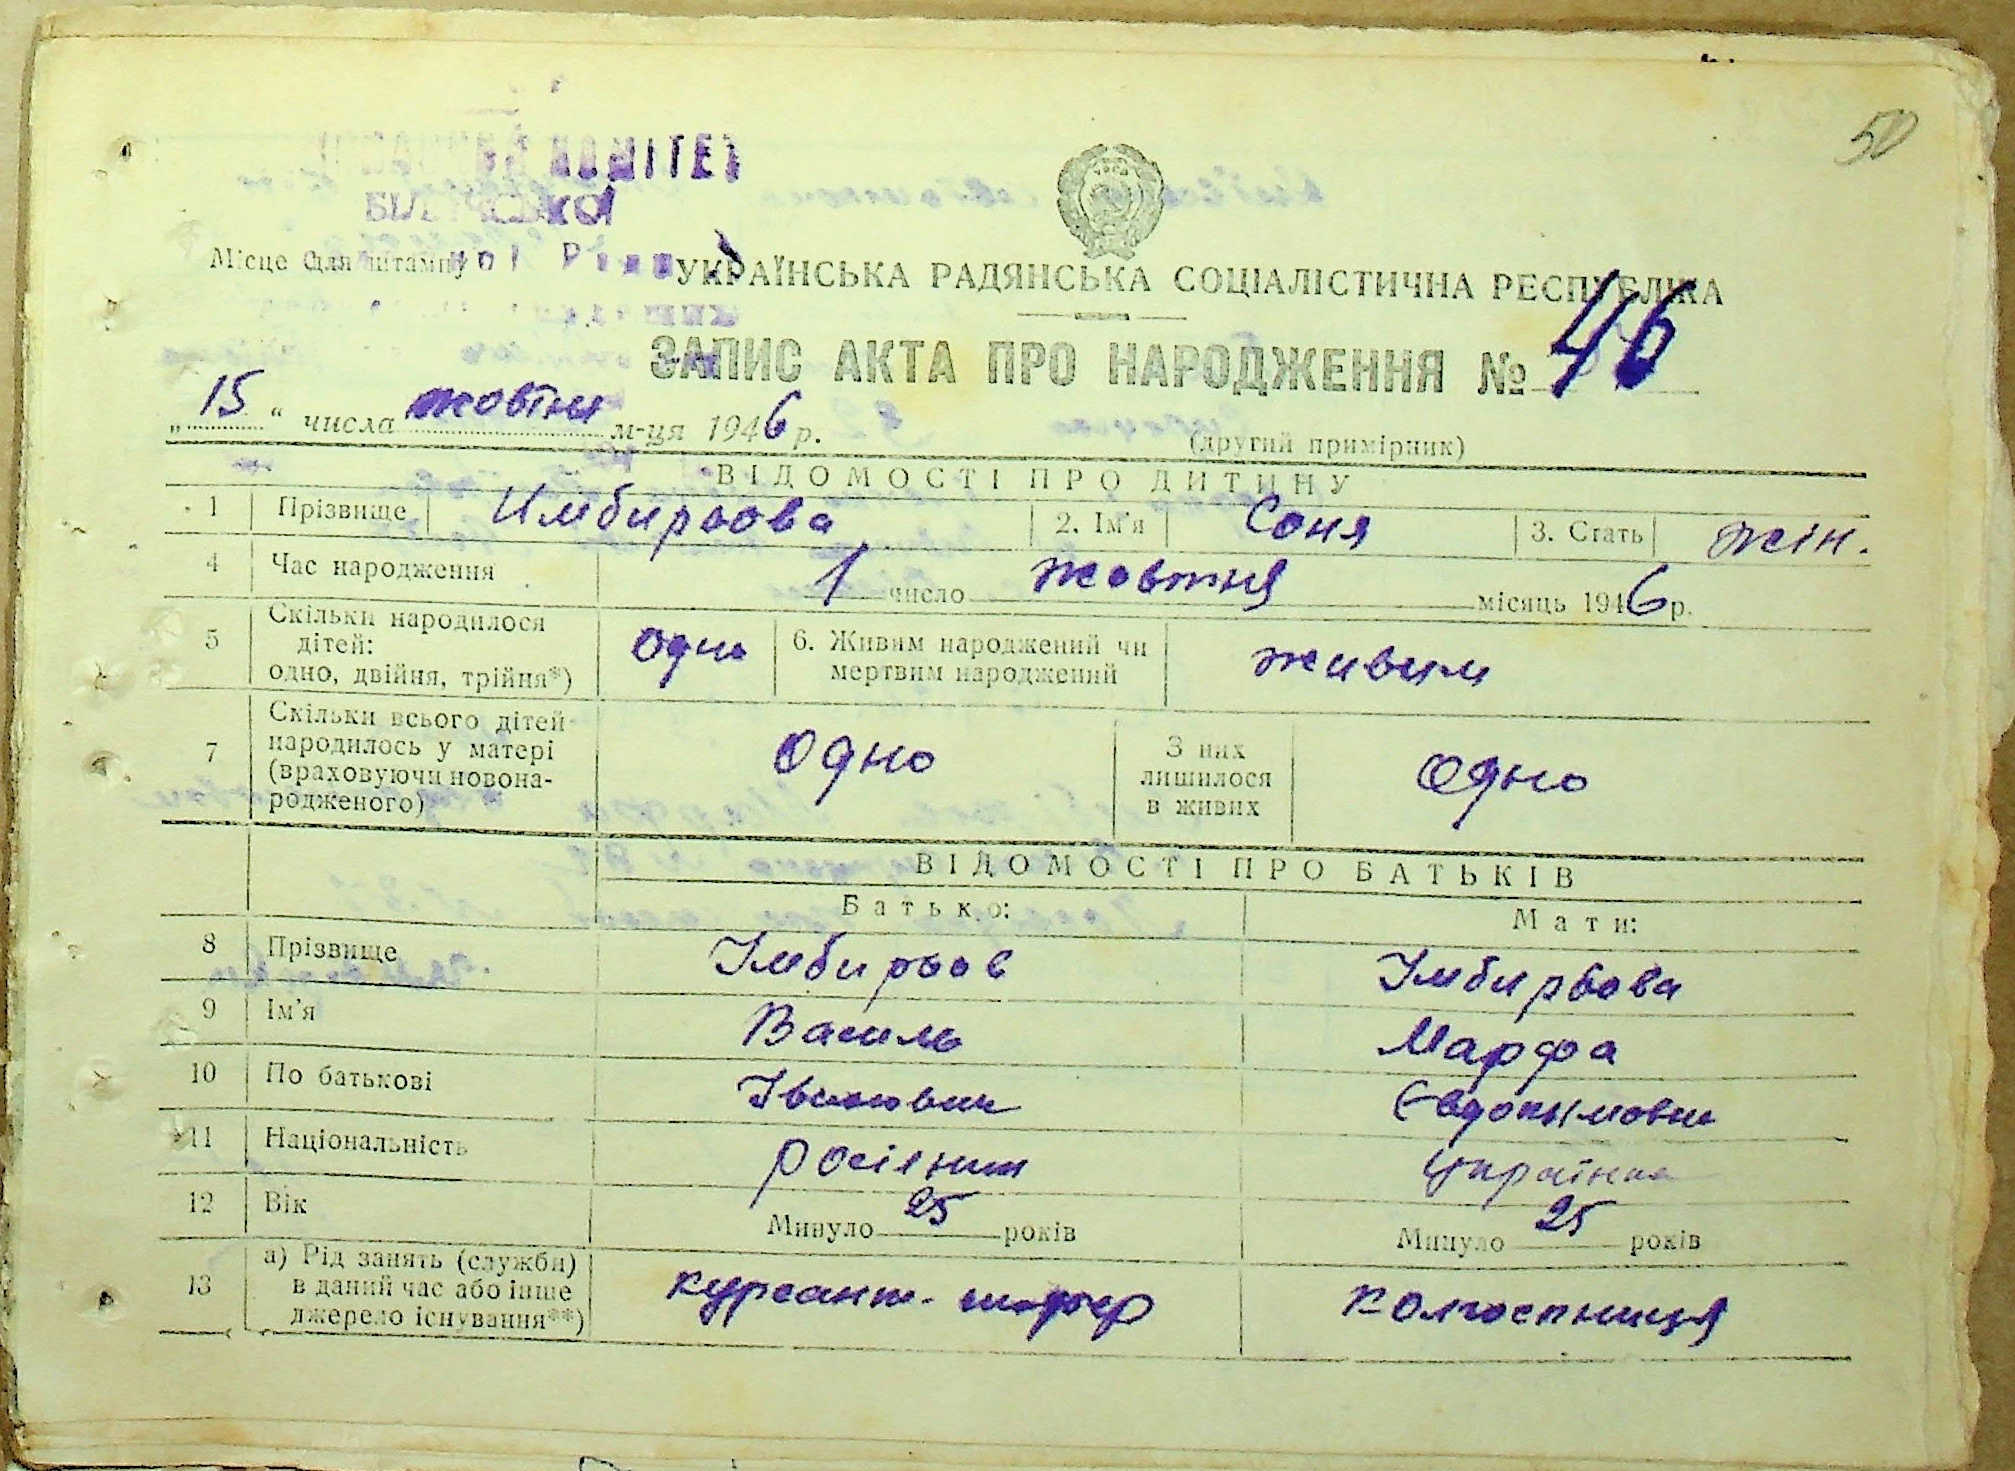 50
КОМІТЕТ
Місце для штампу
УКРАЇНСЬКА РАДЯНСЬКА СОЦІАЛІСТИЧНА РЕСПУБЛІКА
ЗАПИС АКТА ПРО НАРОДЖЕННЯ № 46
„15“ числа жовтня м-ця 1946 р.
(другий примірник)
ВІДОМОСТІ ПРО ДИТИНУ
1 Прізвище Имбирьова 2. Ім'я Соня 3. Стать жін.
4 Час народження 1 число жовтня місяць 1946 р.
5 Скільки народилося дітей: одно, двійня, трійня*) одно 6. Живим народжений чи мертвим народжений живим
7 Скільки всього дітей народилось у матері (враховуючи новонародженого) одно З них лишилося в живих одно
ВІДОМОСТІ ПРО БАТЬКІВ
Батько: Мати:
8 Прізвище Імбирьов Імбирьова
9 Ім'я Василь Марфа
10 По батькові Іванович Євдокимовна
11 Національність росіянин українка
12 Вік Минуло 25 років Минуло 25 років
13 а) Рід занять (служби) в даний час або інше джерело існування**) курсант-шофер колгоспниця